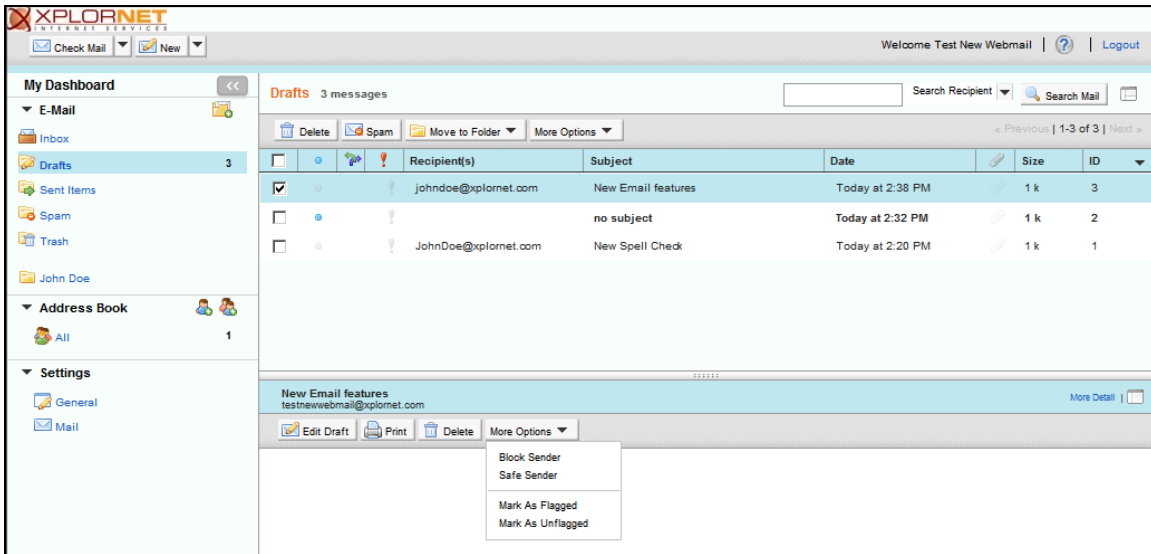 XPLORNET
INTERNET SERVICES
Check Mail New Welcome Test New Webmail | ? | Logout
My Dashboard <<
E-Mail
Inbox
Drafts 3
Sent Items
Spam
Trash
John Doe
Address Book
All 1
Settings
General
Mail
Drafts 3 messages Search Recipient Search Mail
Delete Spam Move to Folder More Options « Previous | 1-3 of 3 | Next »
Recipient(s) Subject Date Size ID
johndoe@xplornet.com New Email features Today at 2:38 PM 1 k 3
no subject Today at 2:32 PM 1 k 2
JohnDoe@xplornet.com New Spell Check Today at 2:20 PM 1 k 1
New Email features
testnewwebmail@xplornet.com More Detail |
Edit Draft Print Delete More Options
Block Sender
Safe Sender
Mark As Flagged
Mark As Unflagged